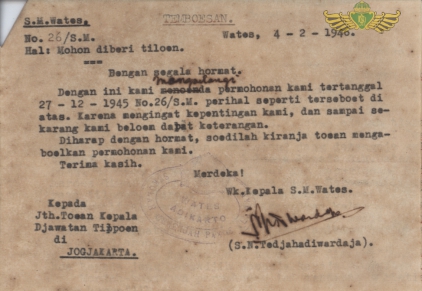 S.M.Wates.
TEMBOESAN.
No. 26/S.M.
Wates, 4-2-1946.
Hal: Mohon diberi tiloen.
Dengan segala hormat.
mengulangi
Dengan ini kami permohonan kami tertanggal
27-12-1945 No.26/S.M. perihal seperti terseboet di
atas. Karena mengingat kepentingan kami, dan sampai se-
karang kami beloem dapat keterangan.
Diharap dengan hormat, soedilah kiranja toean menga-
boelkan permohonan kami.
Terima kasih.
Merdeka!
Wk.Kepala S.M.Wates.
Kepada
Jth.Toean Kepala
Djawatan Tilpoen
di
JOGJAKARTA.
WATES
ADIKARTO
(S.N.Tedjahadiwardaja).